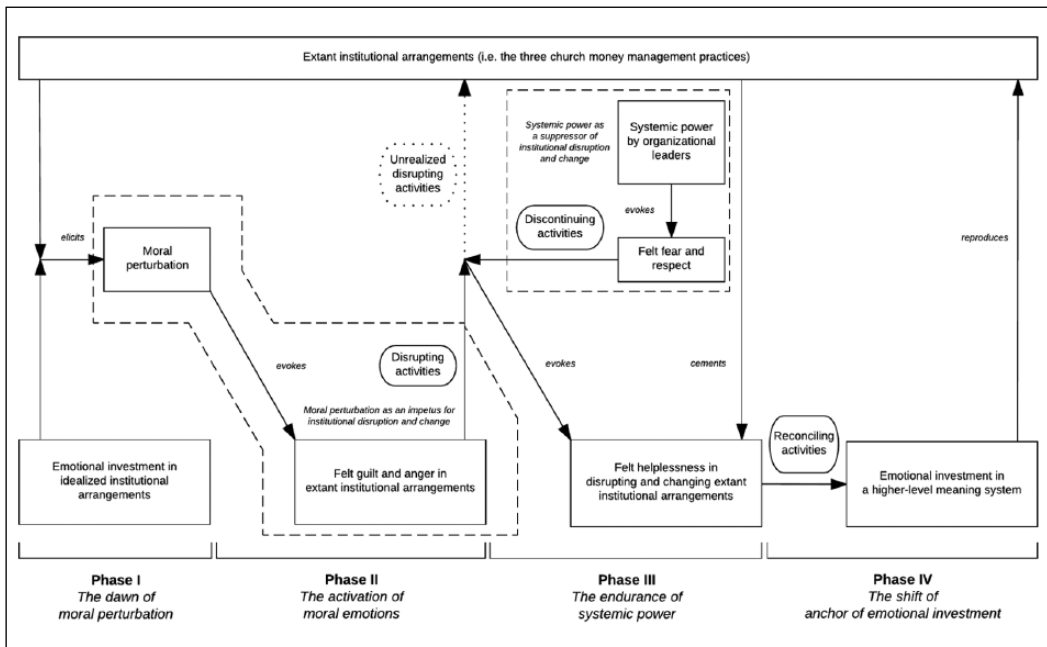 Extant institutional arrangements (i.e. the three church money management practices)
Systemic power as
a suppressor of
institutional disruption
and change
Systemic power
by organizational
leaders
Unrealized
disrupting
activities
evokes
Discontinuing
activities
elicits
Moral
perturbation
Felt fear and
respect
reproduces
evokes
Disrupting
activities
evokes
cements
Moral perturbation as an impetus for
institutional disruption and change
Reconciling
activities
Emotional investment in
idealized institutional
arrangements
Felt guilt and anger in
extant institutional arrangements
Felt helplessness in
disrupting and changing extant
institutional arrangements
Emotional investment in
a higher-level meaning system
Phase I
The dawn of
moral perturbation
Phase II
The activation of
moral emotions
Phase III
The endurance of
systemic power
Phase IV
The shift of
anchor of emotional investment